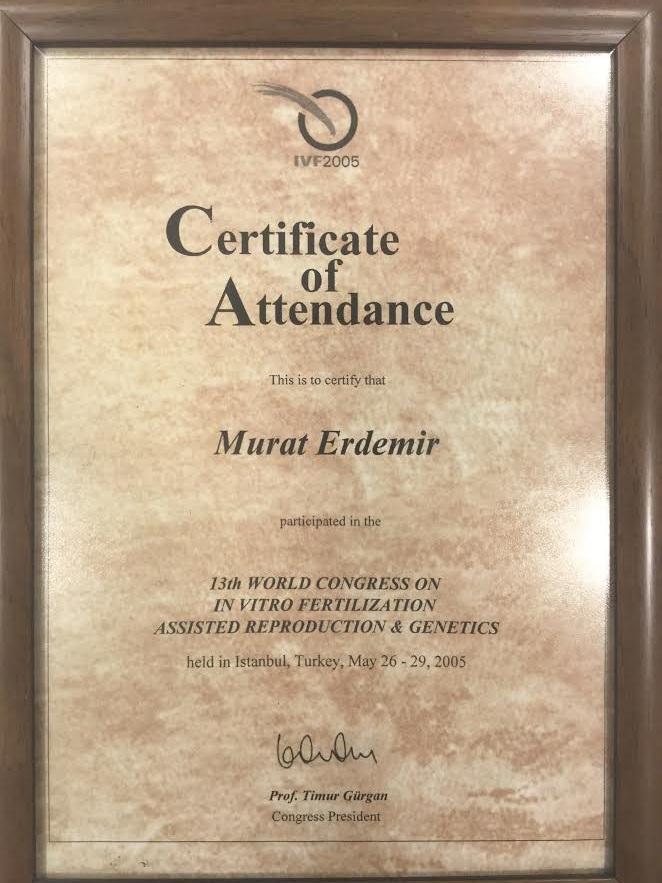 IVF2005
Certificate
of
Attendance
This is to certify that
Murat Erdemir
participated in the
13th WORLD CONGRESS ON
IN VITRO FERTILIZATION
ASSISTED REPRODUCTION & GENETICS
held in Istanbul, Turkey, May 26 - 29, 2005
Prof. Timur Gürgan
Congress President